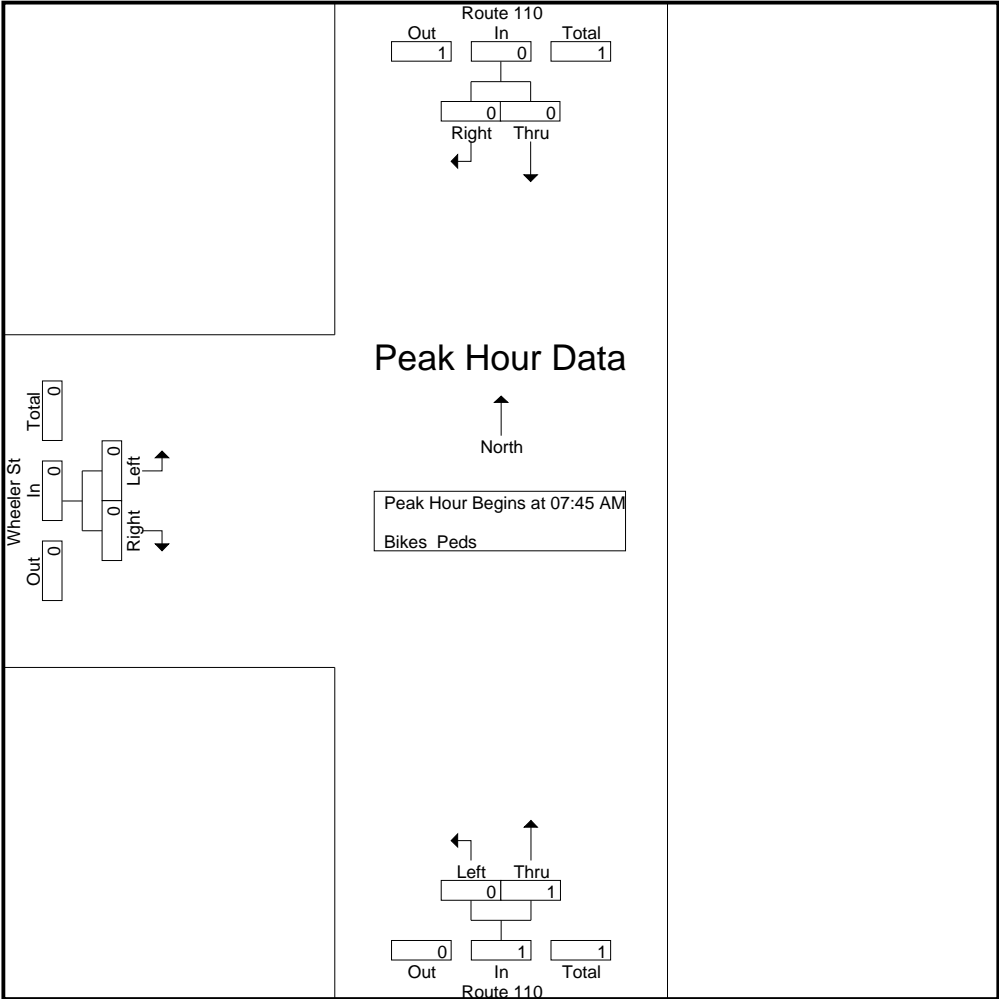 Route 110
Out In Total
1 0 1
0 0
Right Thru
Peak Hour Data
North
Peak Hour Begins at 07:45 AM
Bikes Peds
Wheeler St
Total
0
In
0
Out
0
Left
0
Right
0
Left Thru
0 1
0 1 1
Out In Total
Route 110